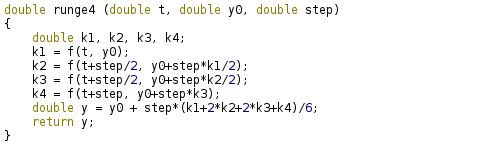 double runge4 (double t, double y0, double step)
{
    double k1, k2, k3, k4;
    k1 = f(t, y0);
    k2 = f(t+step/2, y0+step*k1/2);
    k3 = f(t+step/2, y0+step*k2/2);
    k4 = f(t+step, y0+step*k3);
    double y = y0 + step*(k1+2*k2+2*k3+k4)/6;
    return y;
}